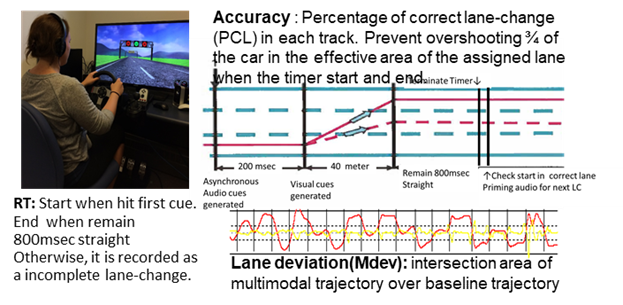 Accuracy : Percentage of correct lane-change
(PCL) in each track. Prevent overshooting ¾ of
the car in the effective area of the assigned lane
when the timer start and end.
Terminate Timer↓
200 msec
40 meter
Asynchronous
Audio cues
generated
Visual cues
generated
Remain 800msec
Straight
↑Check start in correct lane
Priming audio for next LC
RT: Start when hit first cue.
End when remain
800msec straight
Otherwise, it is recorded as
a incomplete lane-change.
Lane deviation(Mdev): intersection area of
multimodal trajectory over baseline trajectory